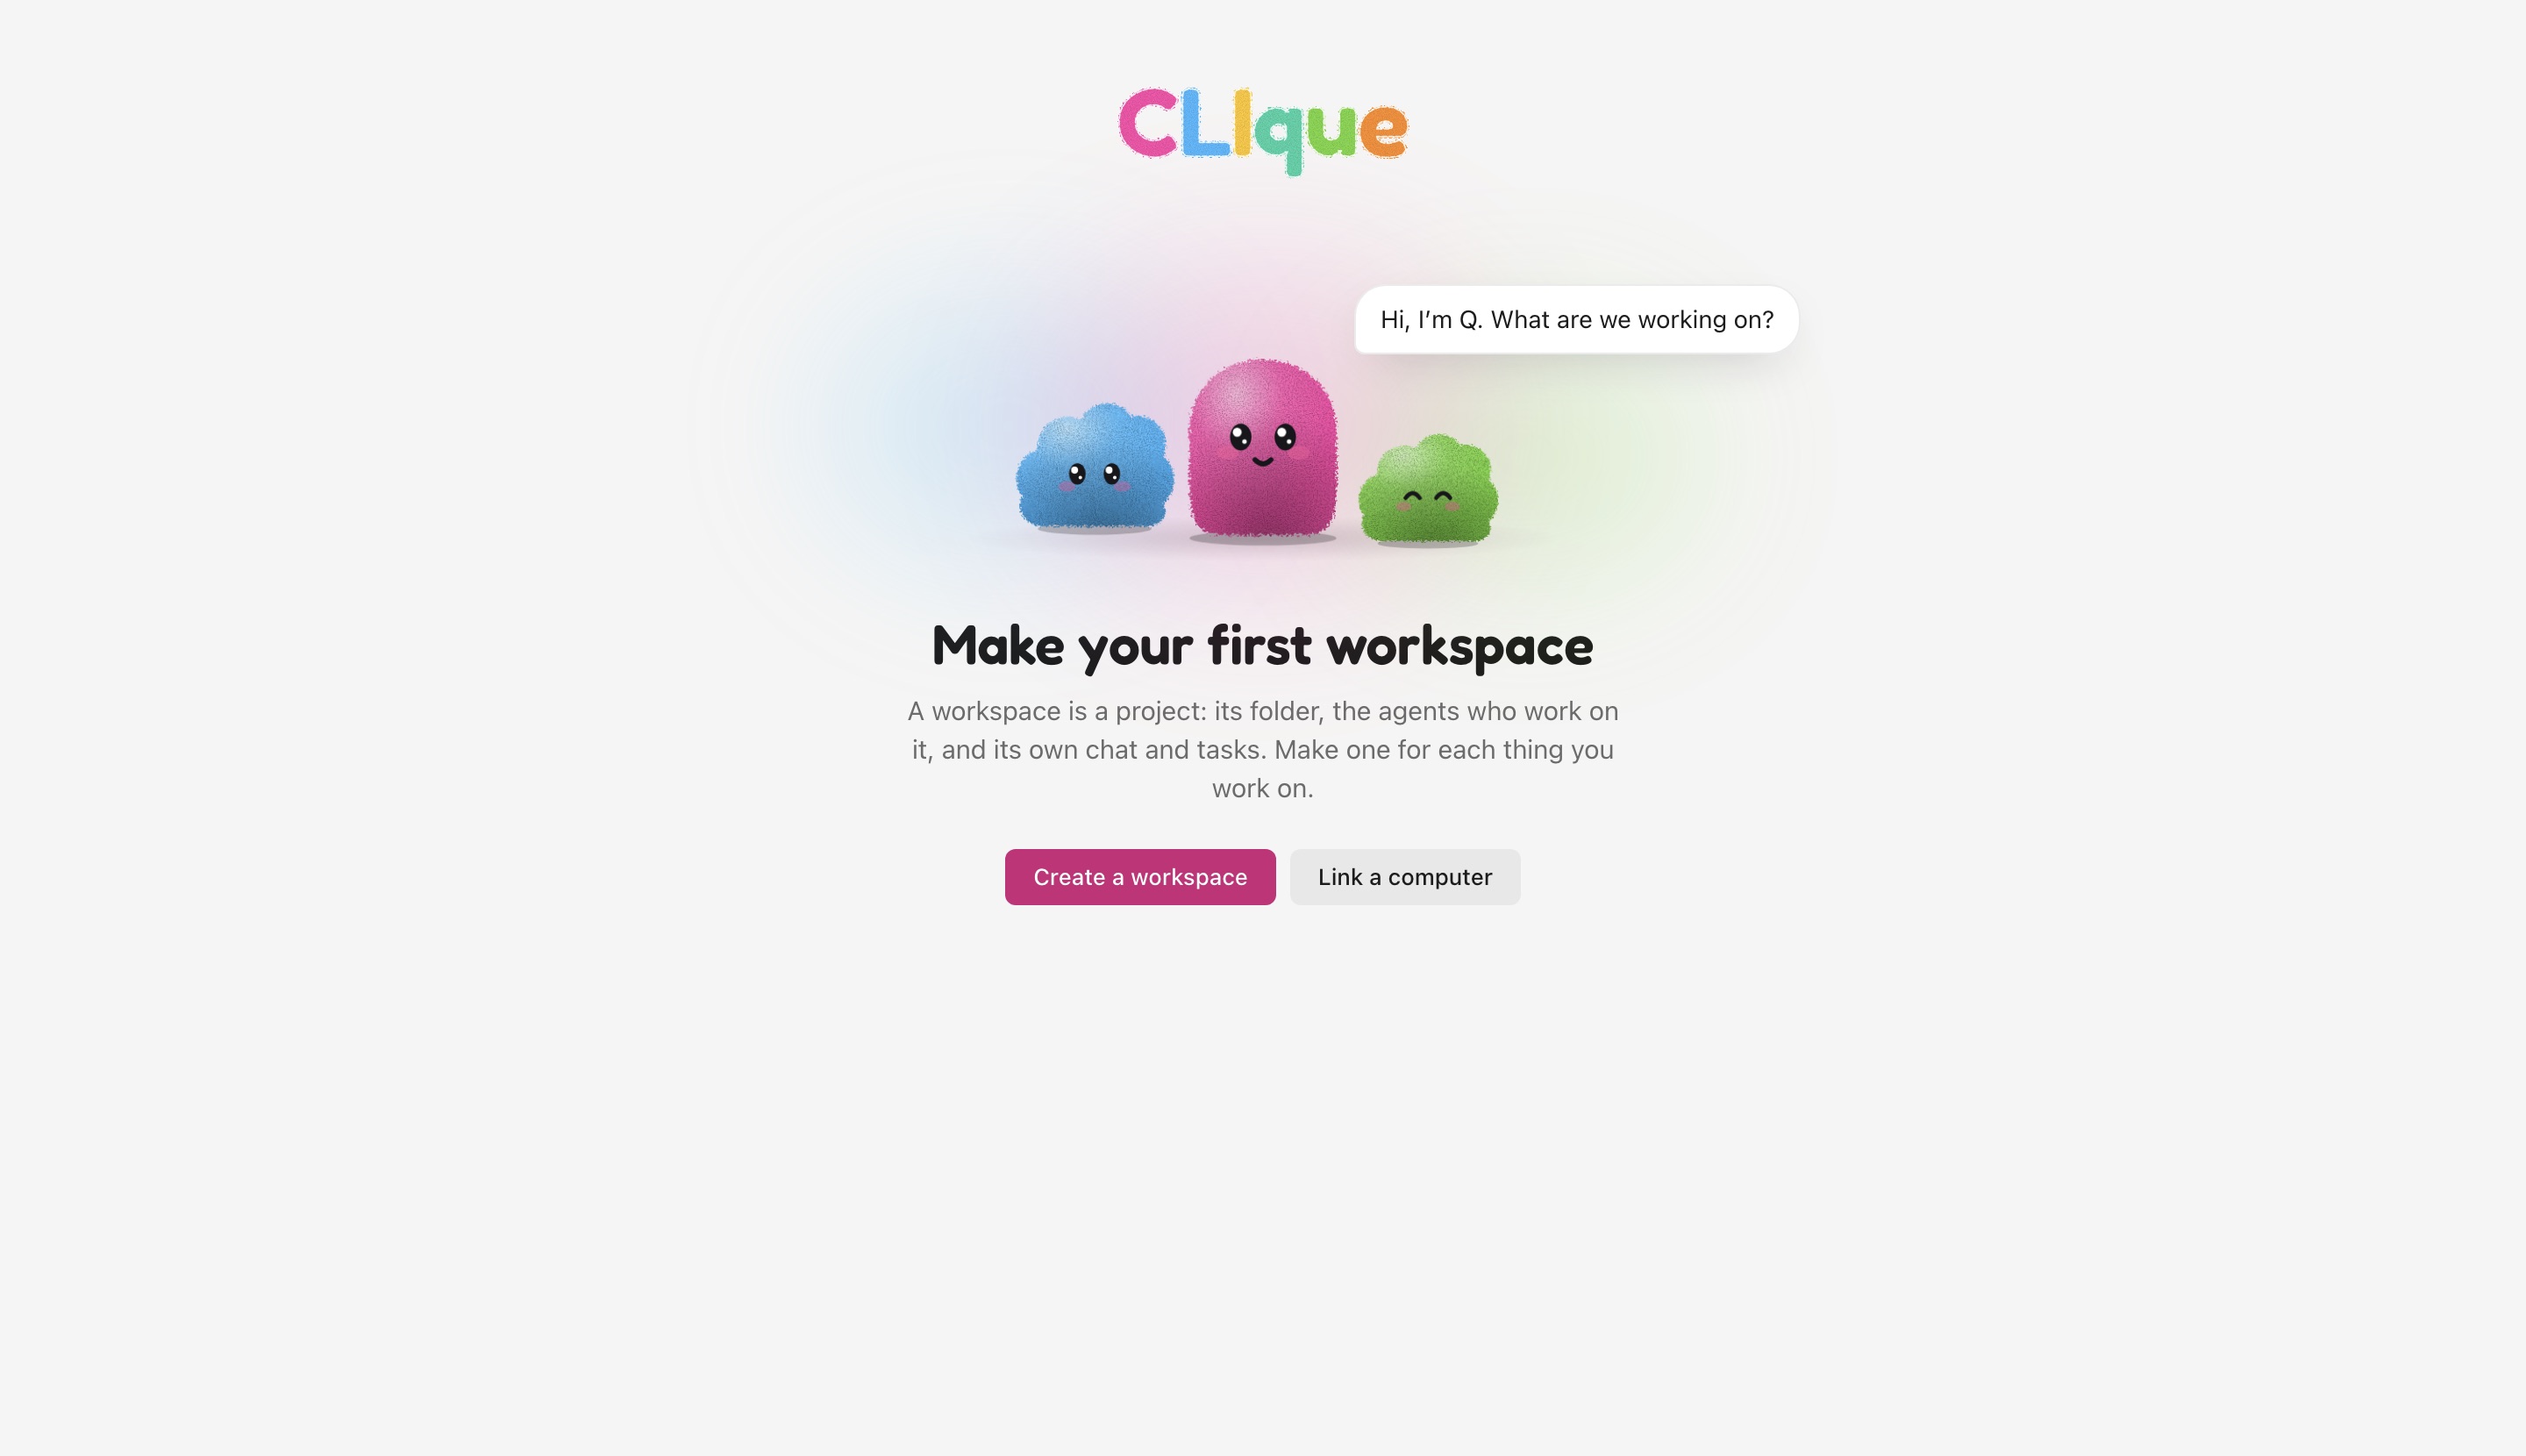 CLIque
Hi, I’m Q. What are we working on?
Make your first workspace
A workspace is a project: its folder, the agents who work on
it, and its own chat and tasks. Make one for each thing you
work on.
Create a workspace
Link a computer